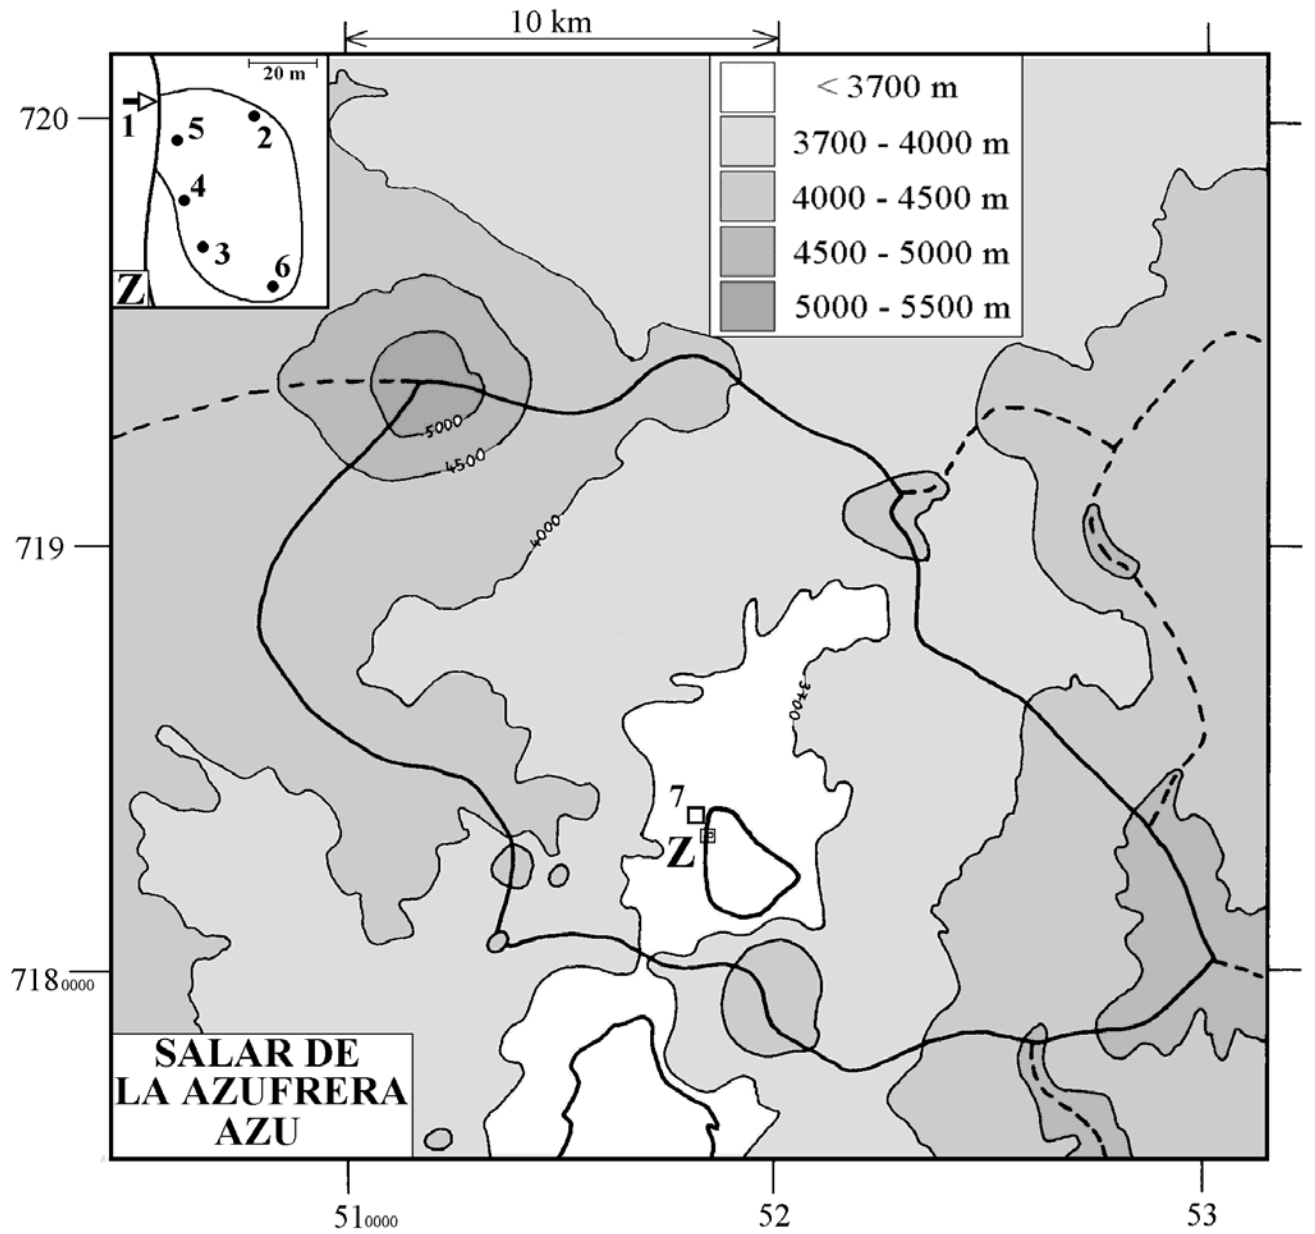 10 km
720
20 m
1
5
2
4
3
6
Z
< 3700 m
3700 - 4000 m
4000 - 4500 m
4500 - 5000 m
5000 - 5500 m
5000
4500
4000
719
3700
7
Z
7180000
SALAR DE
LA AZUFRERA
AZU
510000
52
53